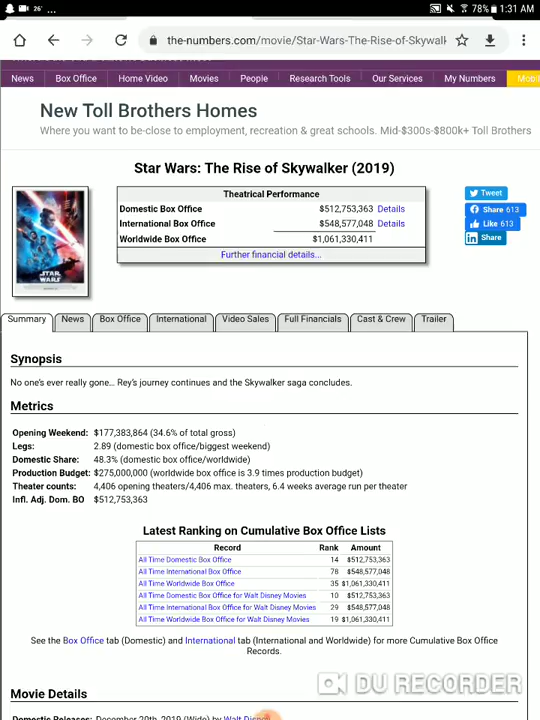 26° ... 78% 1:31 AM
the-numbers.com/movie/Star-Wars-The-Rise-of-Skywalk
News Box Office Home Video Movies People Research Tools Our Services My Numbers Mobi
New Toll Brothers Homes
Where you want to be-close to employment, recreation & great schools. Mid-$300s-$800k+ Toll Brothers
Star Wars: The Rise of Skywalker (2019)
Theatrical Performance
Domestic Box Office $512,753,363 Details
International Box Office $548,577,048 Details
Worldwide Box Office $1,061,330,411
Further financial details...
Tweet
Share 613
Like 613
Share
STAR
WARS
Summary News Box Office International Video Sales Full Financials Cast & Crew Trailer
Synopsis
No one's ever really gone... Rey's journey continues and the Skywalker saga concludes.
Metrics
Opening Weekend: $177,383,864 (34.6% of total gross)
Legs: 2.89 (domestic box office/biggest weekend)
Domestic Share: 48.3% (domestic box office/worldwide)
Production Budget: $275,000,000 (worldwide box office is 3.9 times production budget)
Theater counts: 4,406 opening theaters/4,406 max. theaters, 6.4 weeks average run per theater
Infl. Adj. Dom. BO $512,753,363
Latest Ranking on Cumulative Box Office Lists
Record Rank Amount
All Time Domestic Box Office 14 $512,753,363
All Time International Box Office 78 $548,577,048
All Time Worldwide Box Office 35 $1,061,330,411
All Time Domestic Box Office for Walt Disney Movies 10 $512,753,363
All Time International Box Office for Walt Disney Movies 29 $548,577,048
All Time Worldwide Box Office for Walt Disney Movies 19 $1,061,330,411
See the Box Office tab (Domestic) and International tab (International and Worldwide) for more Cumulative Box Office
Records.
DU RECORDER
Movie Details
Domestic Releases: December 20th, 2019 (Wide) by Walt Disney